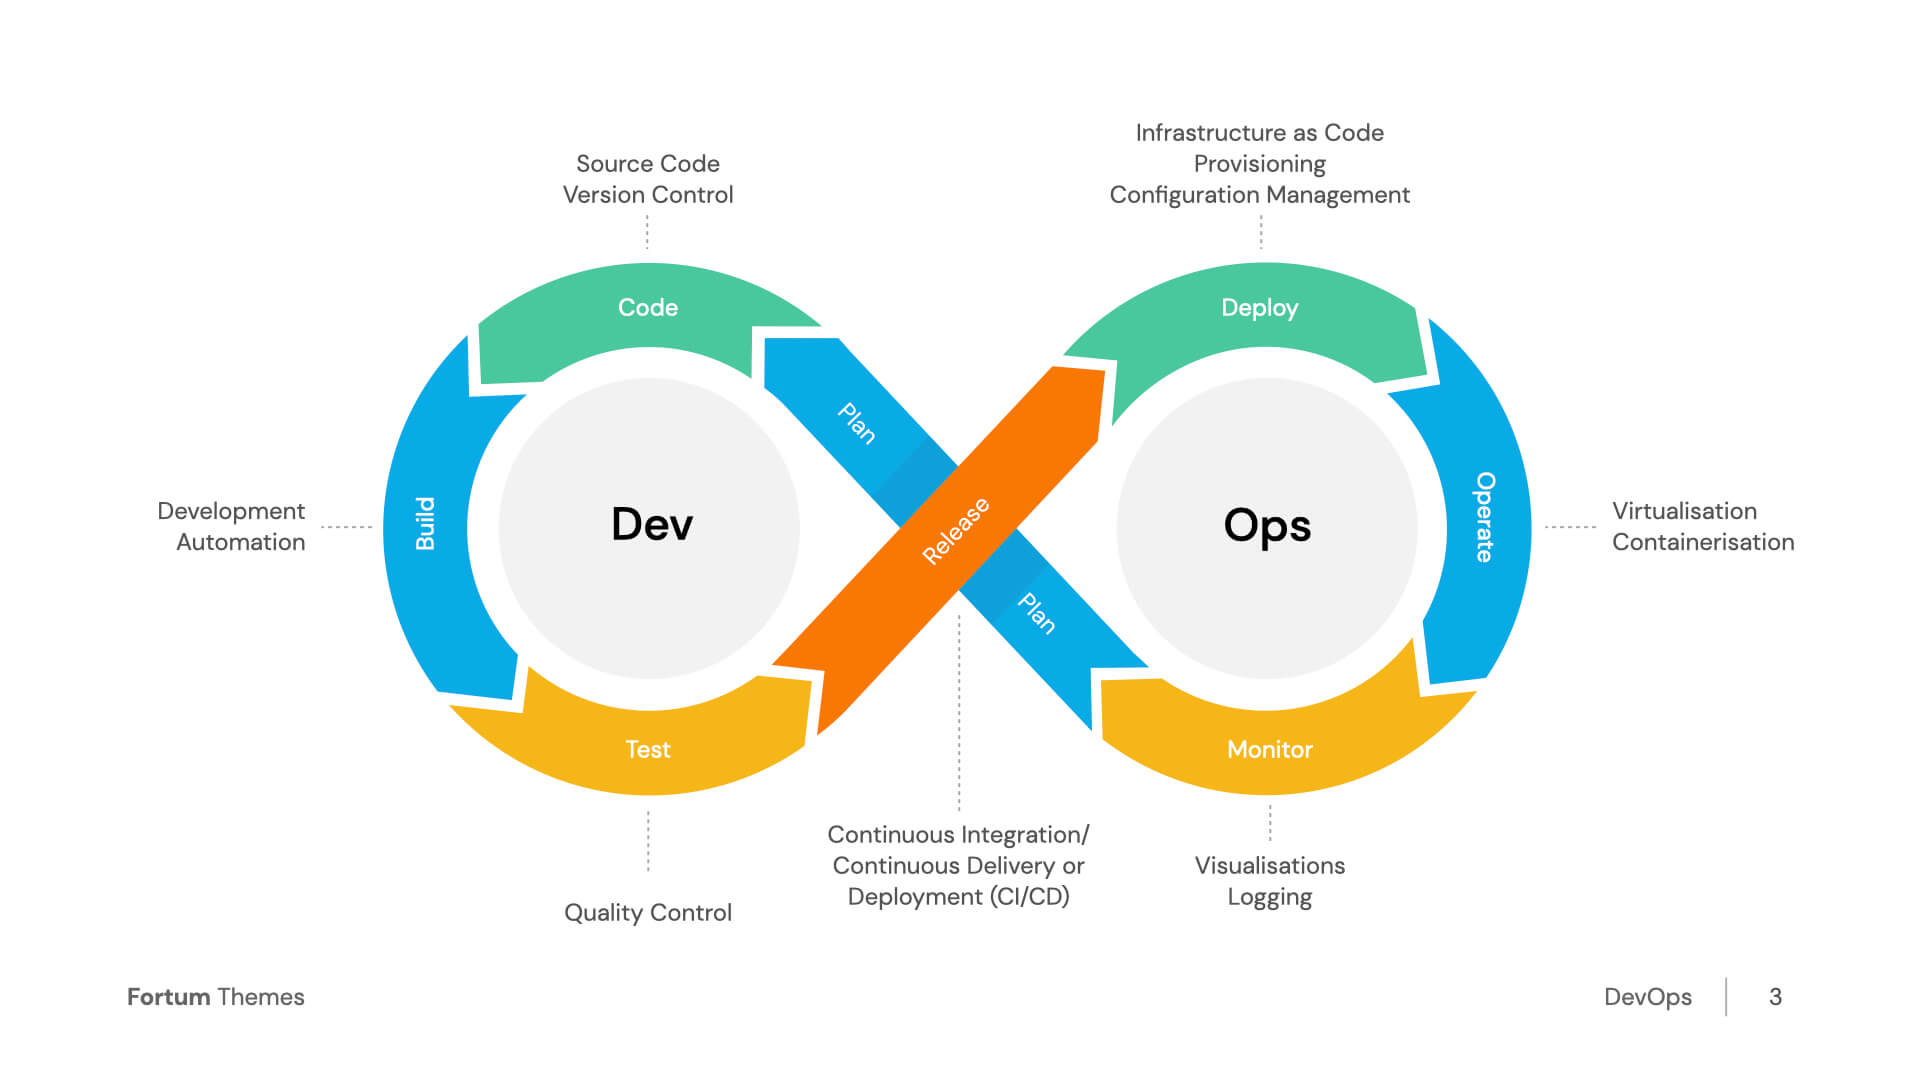 Infrastructure as Code
Provisioning
Configuration Management
Source Code
Version Control
Code
Deploy
Plan
Build
Dev
Release
Ops
Operate
Development
Automation
Virtualisation
Containerisation
Plan
Test
Monitor
Continuous Integration/
Continuous Delivery or
Deployment (CI/CD)
Visualisations
Logging
Quality Control
Fortum Themes
DevOps
3